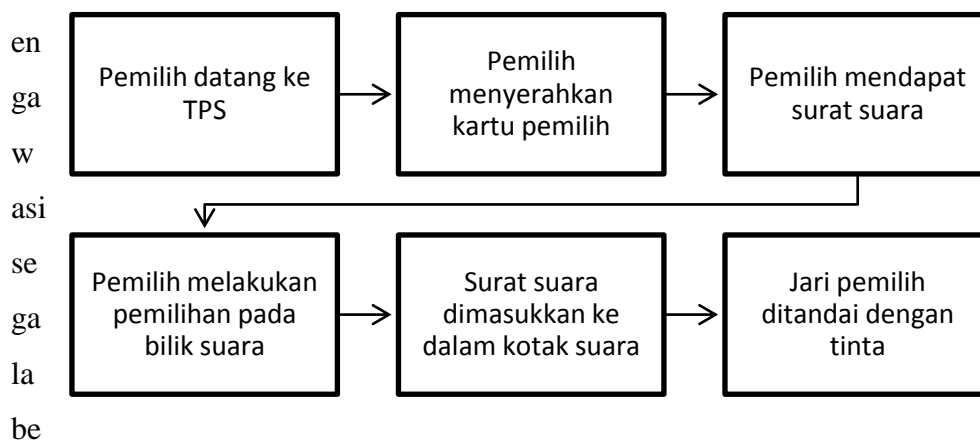 en
ga
w
asi
se
ga
la
be
Pemilih datang ke
TPS
Pemilih
menyerahkan
kartu pemilih
Pemilih mendapat
surat suara
Pemilih melakukan
pemilihan pada
bilik suara
Surat suara
dimasukkan ke
dalam kotak suara
Jari pemilih
ditandai dengan
tinta